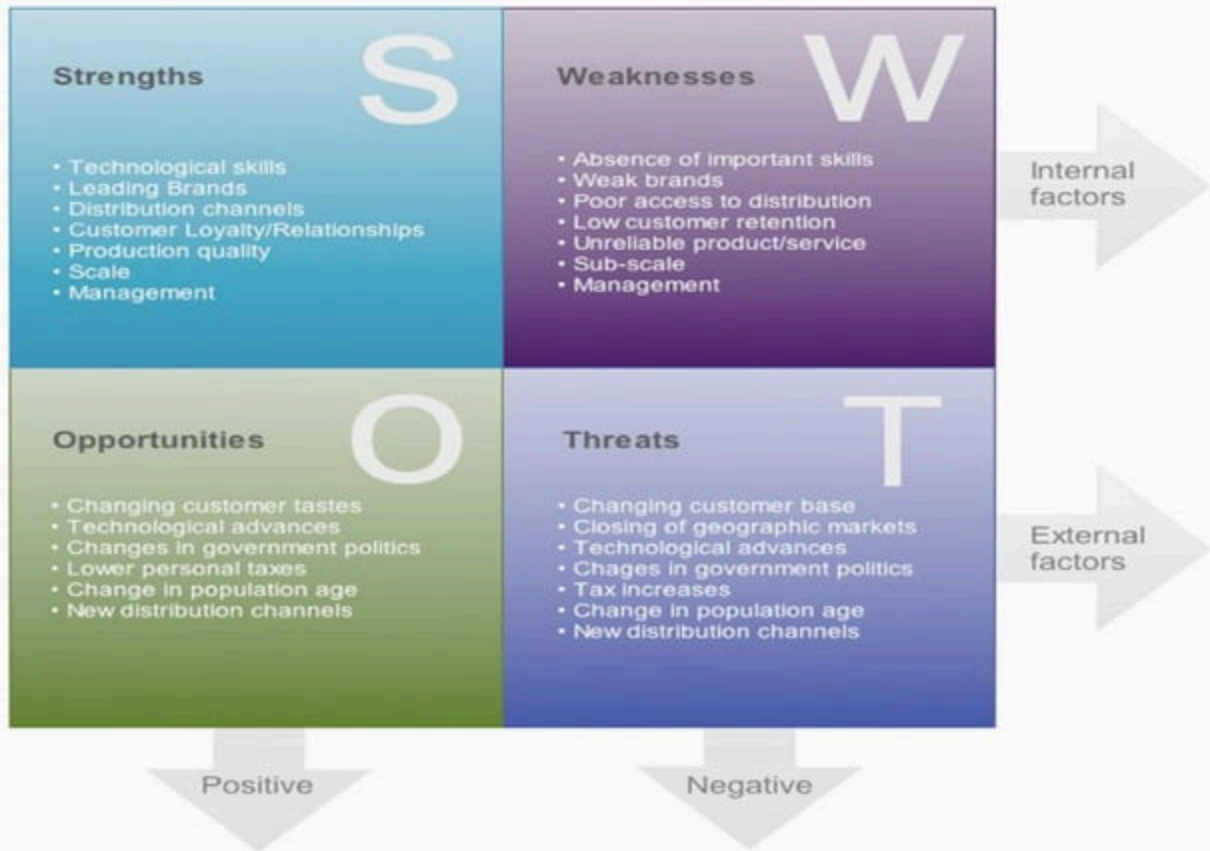 S
Strengths
• Technological skills
• Leading Brands
• Distribution channels
• Customer Loyalty/Relationships
• Production quality
• Scale
• Management
W
Weaknesses
• Absence of important skills
• Weak brands
• Poor access to distribution
• Low customer retention
• Unreliable product/service
• Sub-scale
• Management
Internal
factors
O
Opportunities
• Changing customer tastes
• Technological advances
• Changes in government politics
• Lower personal taxes
• Change in population age
• New distribution channels
T
Threats
• Changing customer base
• Closing of geographic markets
• Technological advances
• Chages in government politics
• Tax increases
• Change in population age
• New distribution channels
External
factors
Positive
Negative